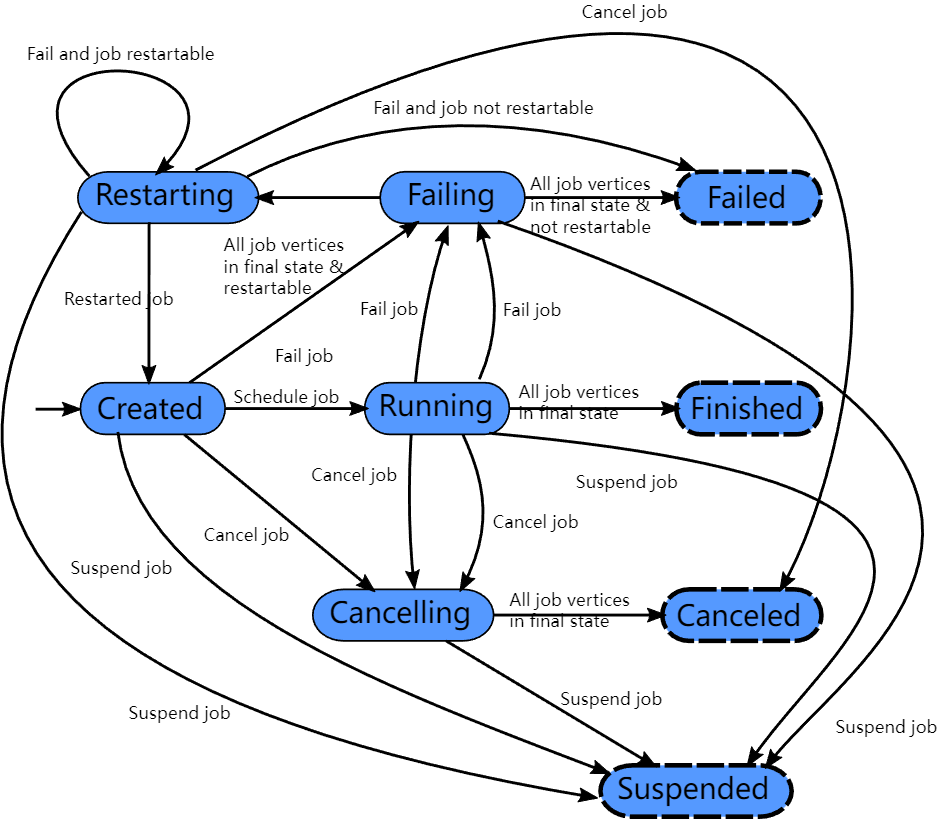 Cancel job
Fail and job restartable
Fail and job not restartable
Restarting
Failing
All job vertices
in final state &
not restartable
Failed
All job vertices
in final state &
restartable
Restarted job
Fail job
Fail job
Fail job
Created
Schedule job
Running
All job vertices
in final state
Finished
Cancel job
Suspend job
Cancel job
Cancel job
Suspend job
Cancelling
All job vertices
in final state
Canceled
Suspend job
Suspend job
Suspend job
Suspended